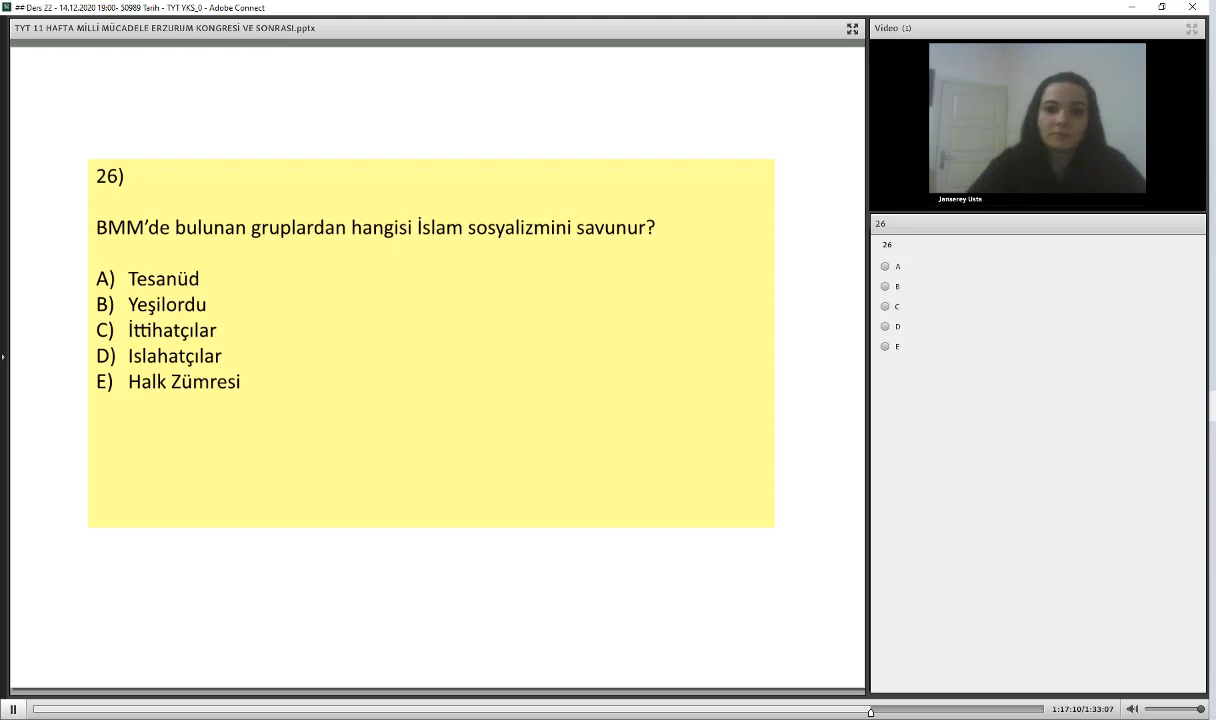 ## Ders 22 - 14.12.2020 19:00- 50989 Tarih - TYT YKS_0 - Adobe Connect
TYT 11 HAFTA MİLLİ MÜCADELE ERZURUM KONGRESİ VE SONRASI.pptx
Video (1)
26)
BMM’de bulunan gruplardan hangisi İslam sosyalizmini savunur?
A) Tesanüd
B) Yeşilordu
C) İttihatçılar
D) Islahatçılar
E) Halk Zümresi
Janserey Usta
26
26
A
B
C
D
E
1:17:10/1:33:07